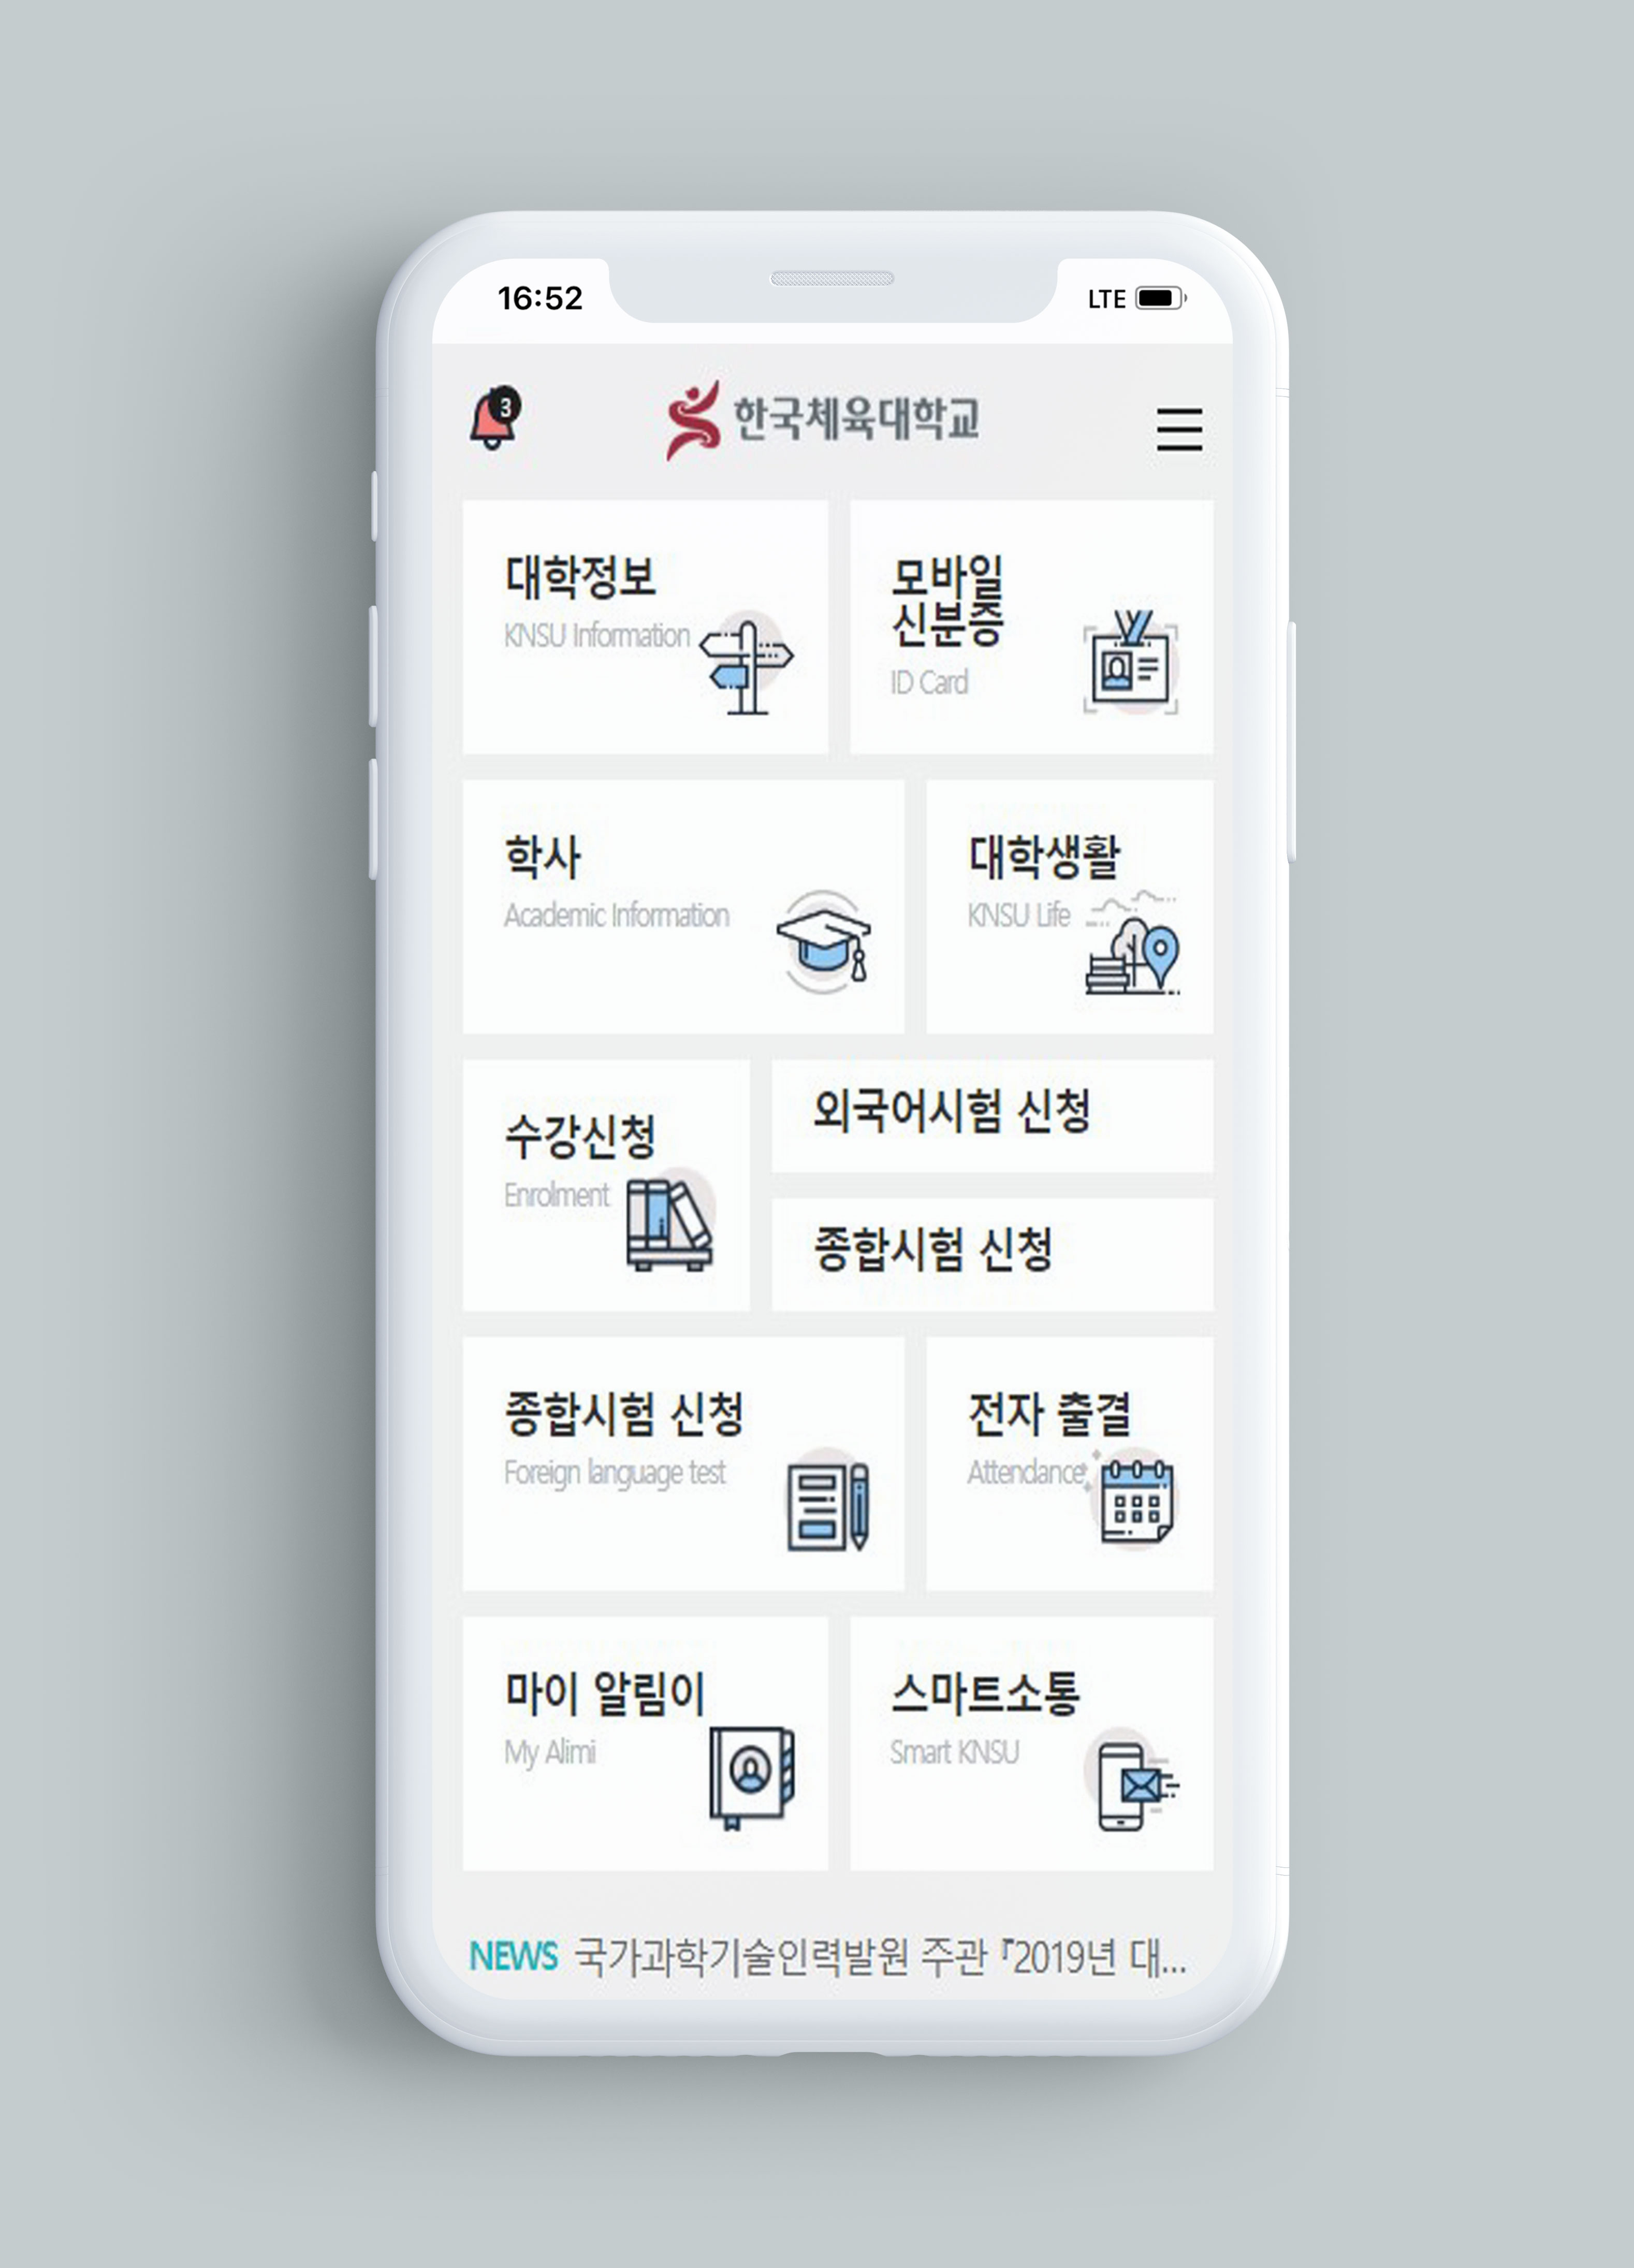 16:52
LTE
3
한국체육대학교
대학정보
KNSU Information
모바일
신분증
ID Card
학사
Academic Information
대학생활
KNSU Life
수강신청
Enrolment
외국어시험 신청
종합시험 신청
종합시험 신청
Foreign language test
전자 출결
Attendance
마이 알림이
My Alimi
스마트소통
Smart KNSU
NEWS 국가과학기술인력발원 주관 『2019년 대...